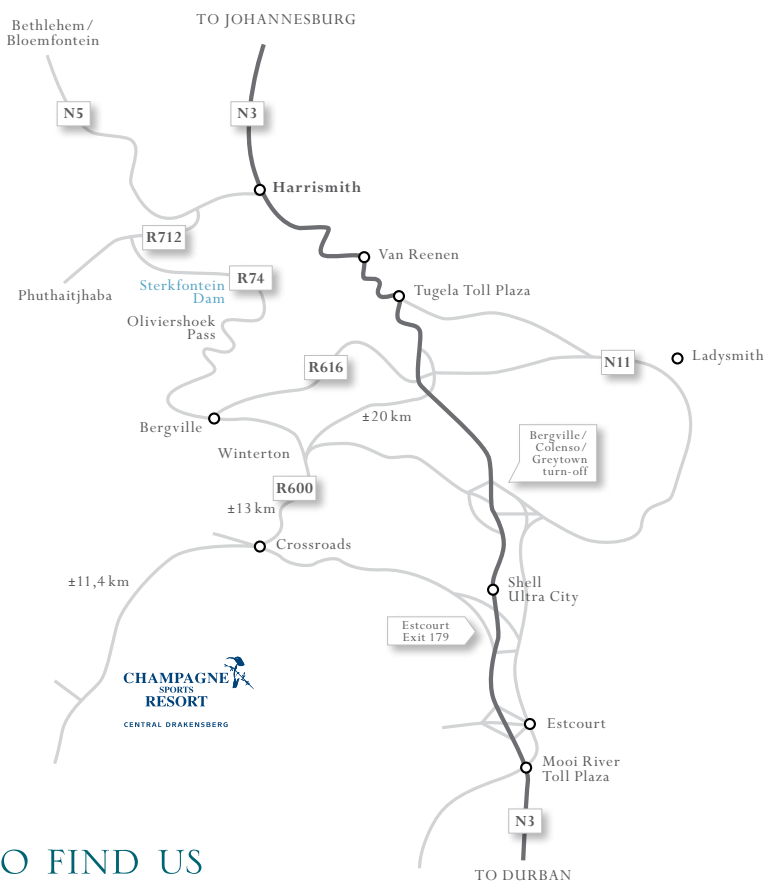 Bethlehem/
Bloemfontein
TO JOHANNESBURG
N5
N3
Harrismith
R712
Van Reenen
R74
Phuthaitjhaba
Sterkfontein
Dam
Tugela Toll Plaza
Oliviershoek
Pass
R616
N11
Ladysmith
±20 km
Bergville
Winterton
Bergville/
Colenso/
Greytown
turn-off
R600
±13 km
Crossroads
±11,4 km
Shell
Ultra City
Estcourt
Exit 179
CHAMPAGNE
SPORTS
RESORT
CENTRAL DRAKENSBERG
Estcourt
Mooi River
Toll Plaza
N3
O FIND US
TO DURBAN